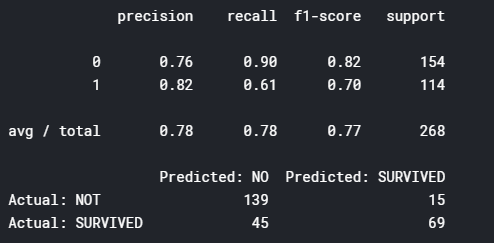 precision recall f1-score support
0 0.76 0.90 0.82 154
1 0.82 0.61 0.70 114
avg / total 0.78 0.78 0.77 268
Predicted: NO Predicted: SURVIVED
Actual: NOT 139 15
Actual: SURVIVED 45 69